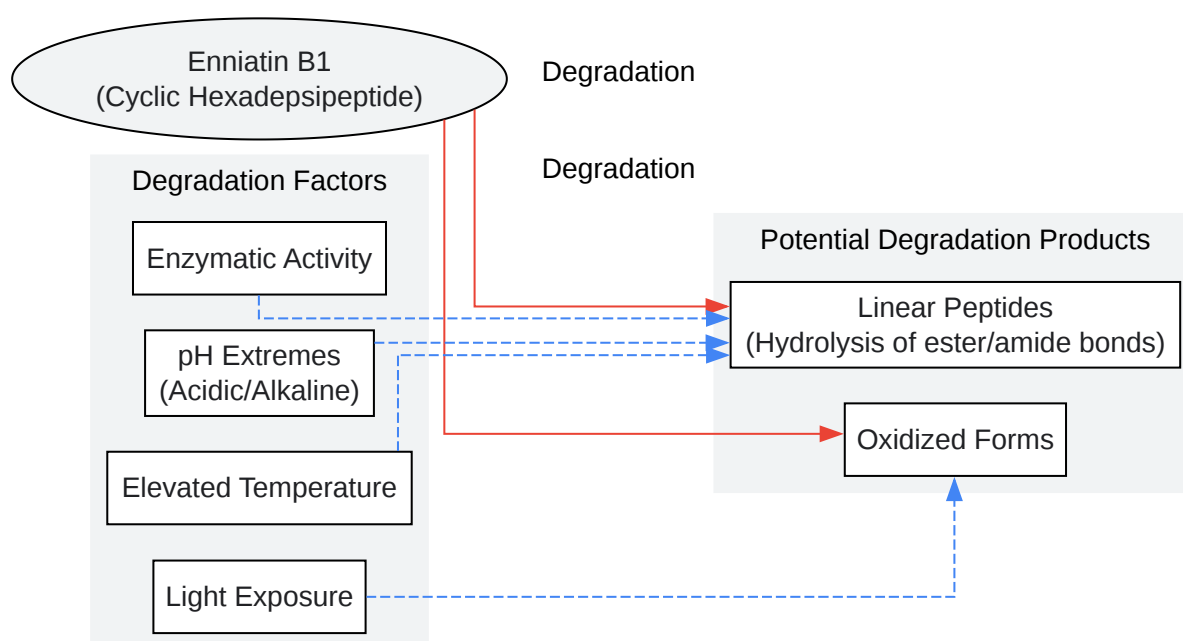 Enniatin B1
(Cyclic Hexadepsipeptide)
Degradation
Degradation
Degradation Factors
Enzymatic Activity
pH Extremes
(Acidic/Alkaline)
Elevated Temperature
Light Exposure
Potential Degradation Products
Linear Peptides
(Hydrolysis of ester/amide bonds)
Oxidized Forms